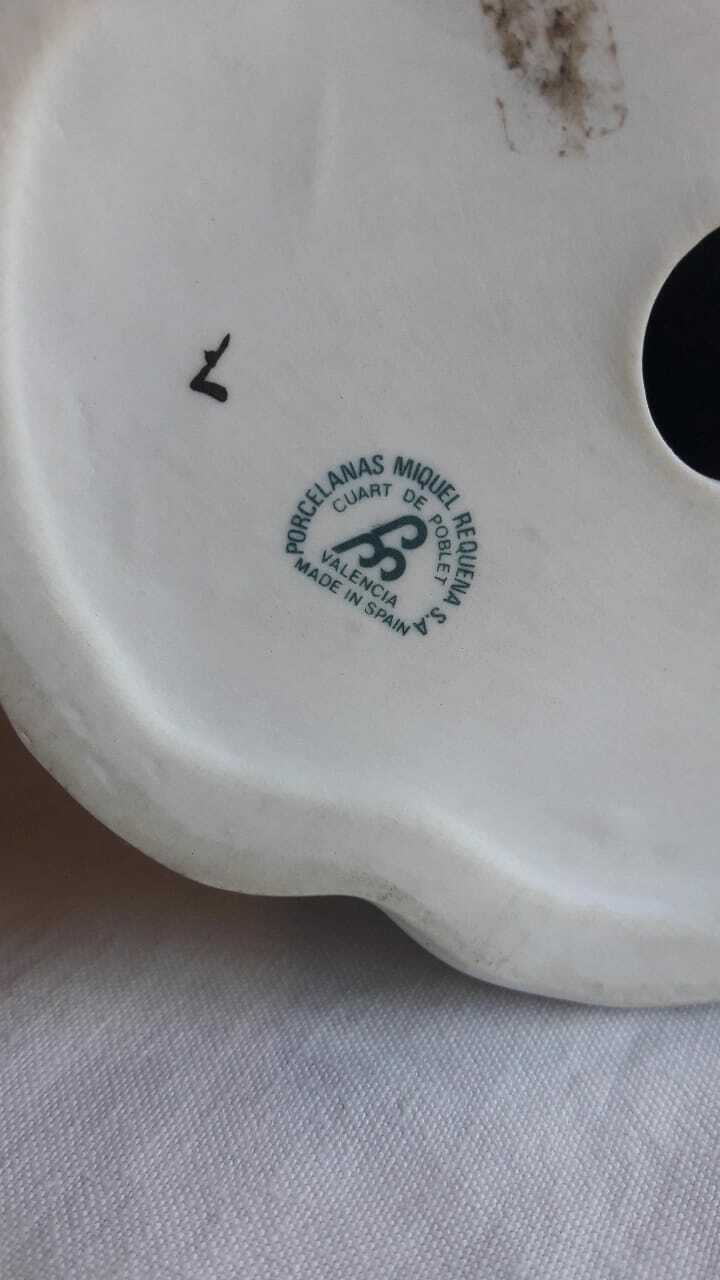 PORCELANAS MIQUEL REQUENA S.A
CUART DE POBLET
VALENCIA
MADE IN SPAIN